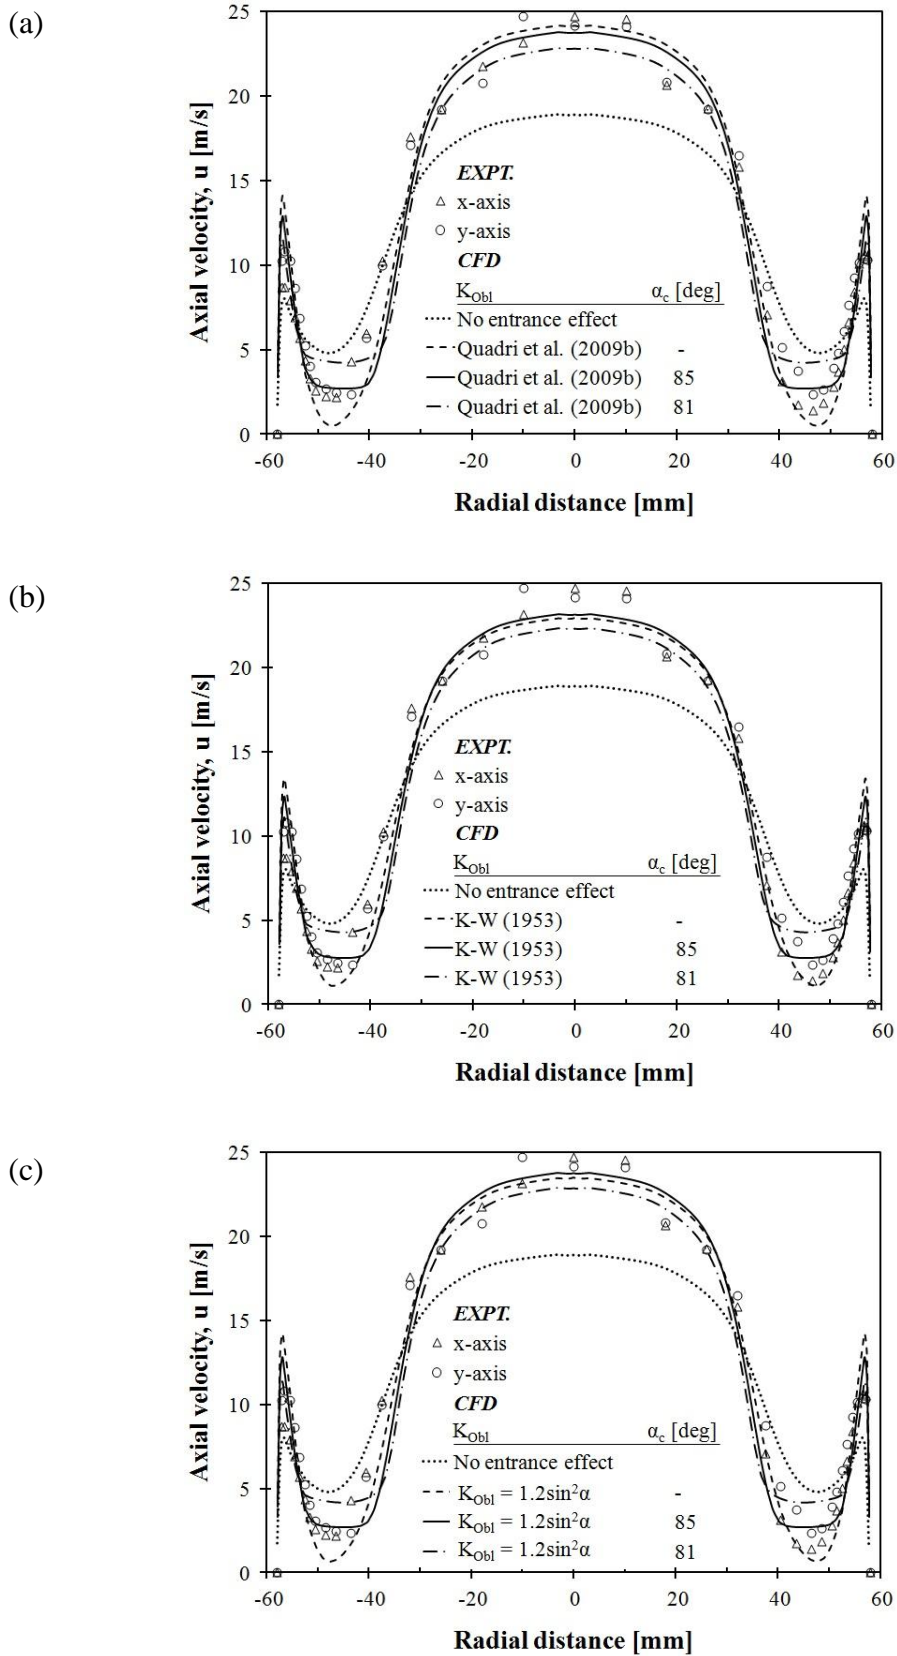 (a)
25
20
15
10
5
0
Axial velocity, u [m/s]
EXPT.
x-axis
y-axis
CFD
K_Obl α_c [deg]
No entrance effect
Quadri et al. (2009b) -
Quadri et al. (2009b) 85
Quadri et al. (2009b) 81
-60 -40 -20 0 20 40 60
Radial distance [mm]
(b)
25
20
15
10
5
0
Axial velocity, u [m/s]
EXPT.
x-axis
y-axis
CFD
K_Obl α_c [deg]
No entrance effect
K-W (1953) -
K-W (1953) 85
K-W (1953) 81
-60 -40 -20 0 20 40 60
Radial distance [mm]
(c)
25
20
15
10
5
0
Axial velocity, u [m/s]
EXPT.
x-axis
y-axis
CFD
K_Obl α_c [deg]
No entrance effect
K_Obl = 1.2sin²α -
K_Obl = 1.2sin²α 85
K_Obl = 1.2sin²α 81
-60 -40 -20 0 20 40 60
Radial distance [mm]